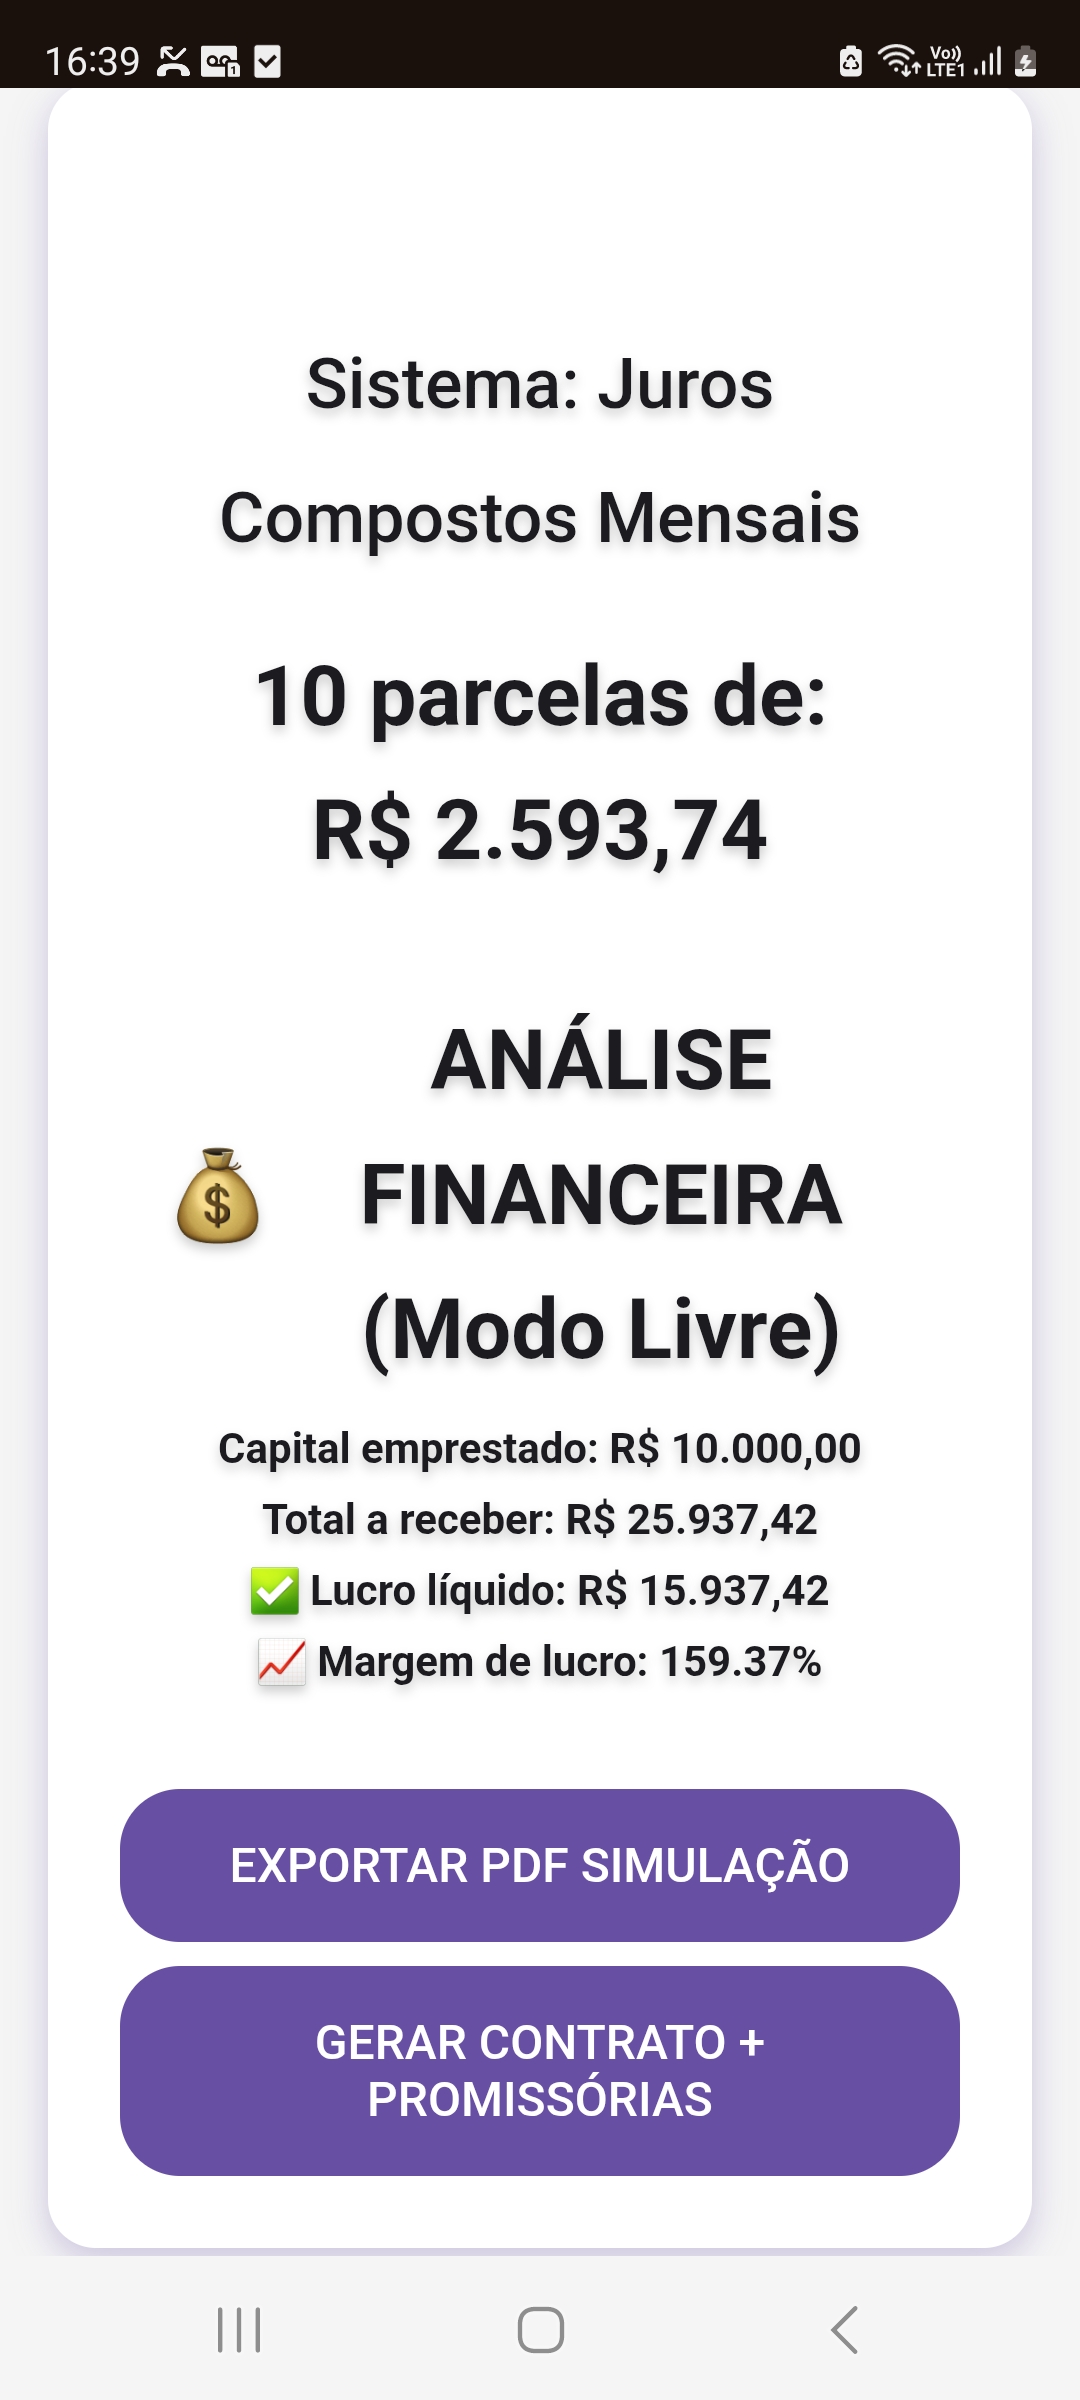 16:39
Vo))
LTE1
Sistema: Juros
Compostos Mensais
10 parcelas de:
R$ 2.593,74
ANÁLISE
💰 FINANCEIRA
(Modo Livre)
Capital emprestado: R$ 10.000,00
Total a receber: R$ 25.937,42
✅ Lucro líquido: R$ 15.937,42
📈 Margem de lucro: 159.37%
EXPORTAR PDF SIMULAÇÃO
GERAR CONTRATO +
PROMISSÓRIAS